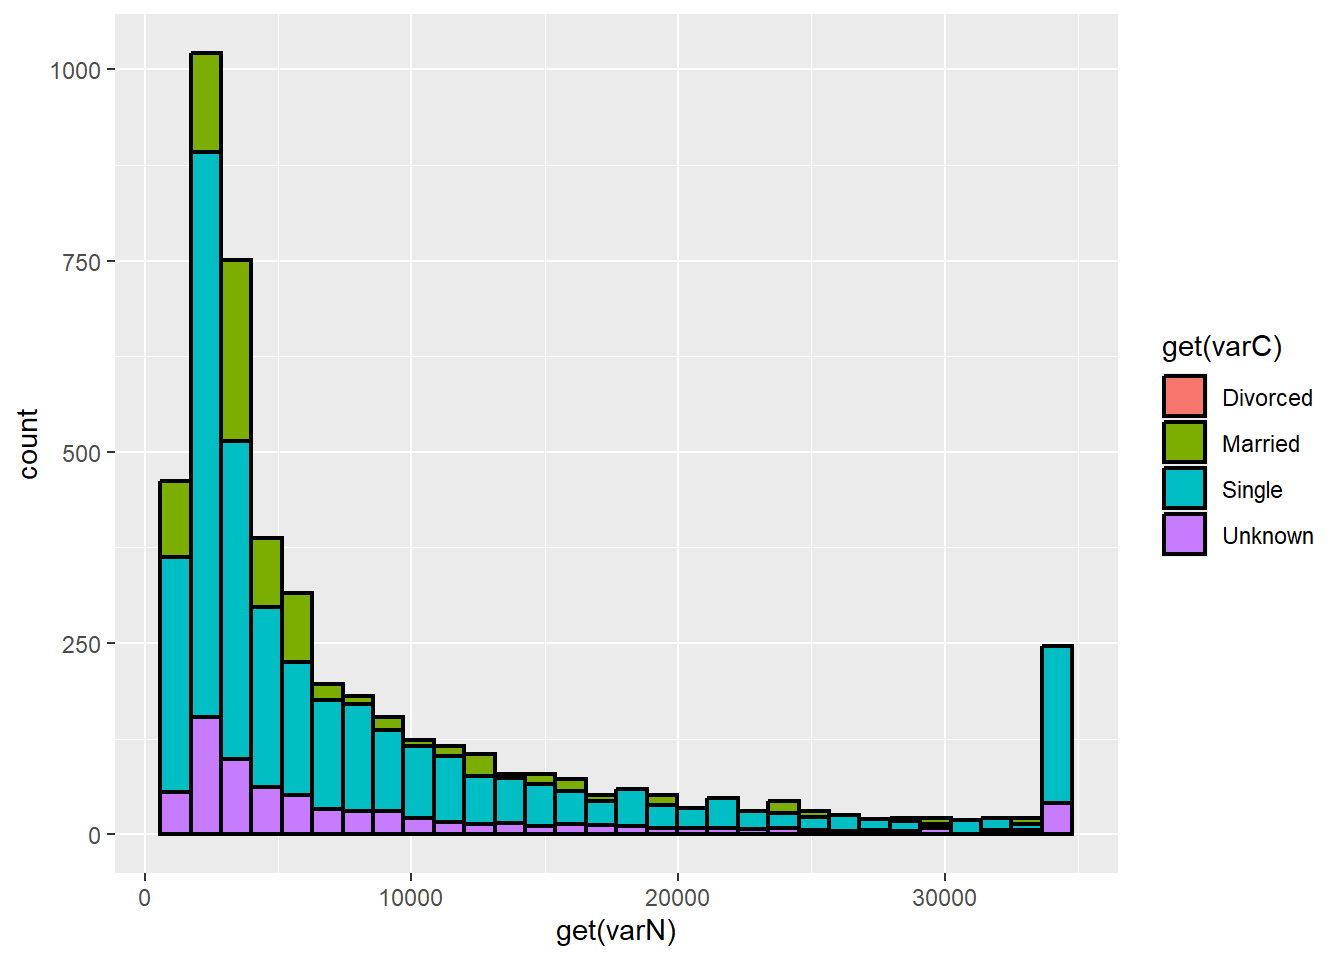 1000
750
500
250
0
count
0 10000 20000 30000
get(varN)
get(varC)
Divorced
Married
Single
Unknown